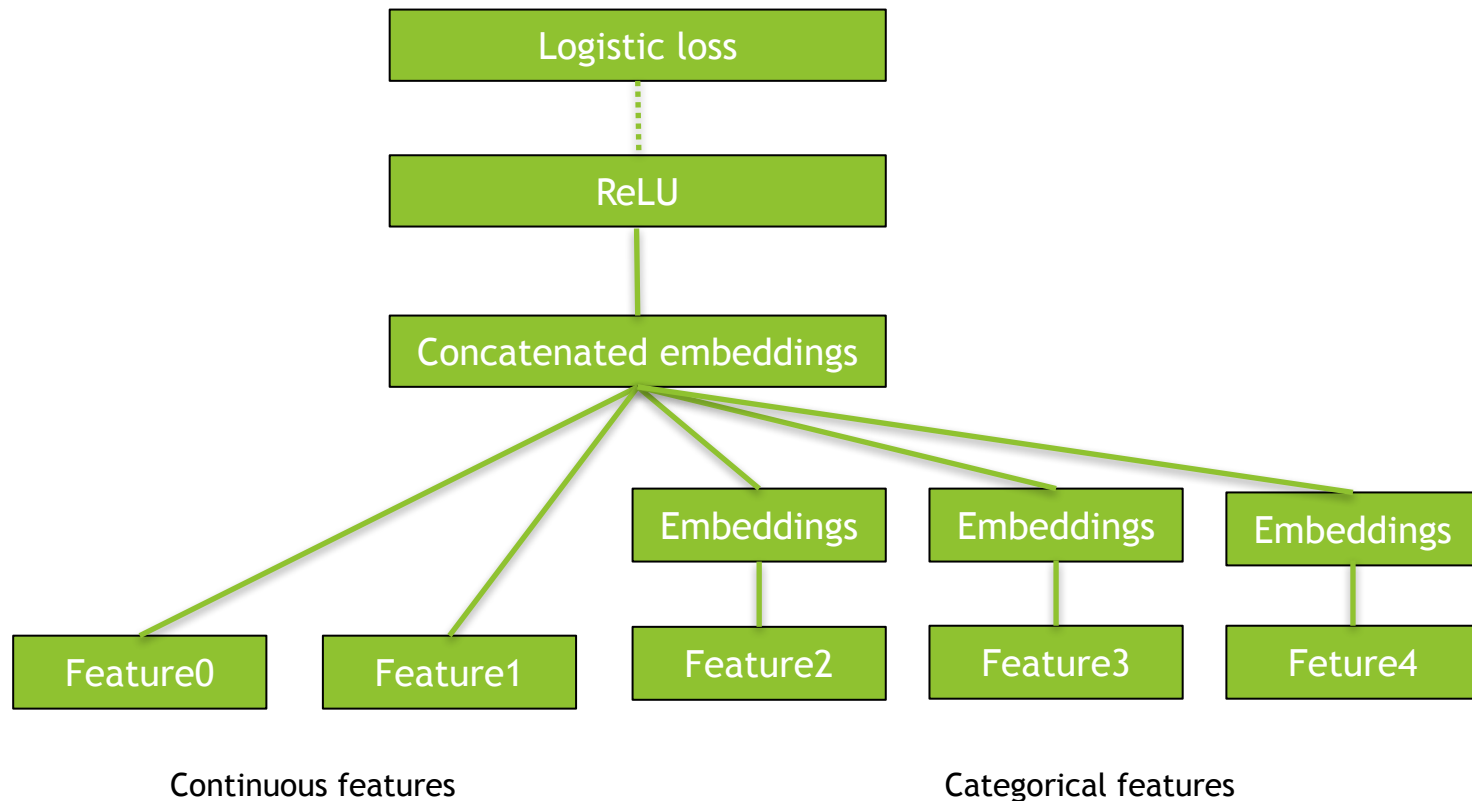 Logistic loss
ReLU
Concatenated embeddings
Embeddings
Embeddings
Embeddings
Feature0
Feature1
Feature2
Feature3
Feture4
Continuous features
Categorical features